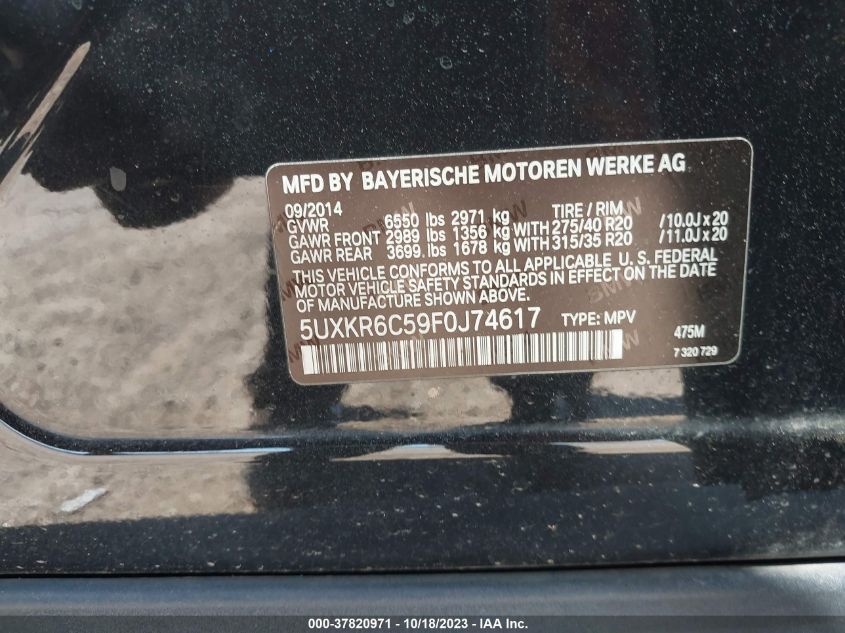 MFD BY BAYERISCHE MOTOREN WERKE AG
09/2014
GVWR 6550 lbs 2971 kg TIRE / RIM
GAWR FRONT 2989 lbs 1356 kg WITH 275/40 R20 /10.0J x 20
GAWR REAR 3699 lbs 1678 kg WITH 315/35 R20 /11.0J x 20
THIS VEHICLE CONFORMS TO ALL APPLICABLE U. S. FEDERAL
MOTOR VEHICLE SAFETY STANDARDS IN EFFECT ON THE DATE
OF MANUFACTURE SHOWN ABOVE.
5UXKR6C59F0J74617 TYPE: MPV
475M
7 320 729
000-37820971 - 10/18/2023 - IAAI.com